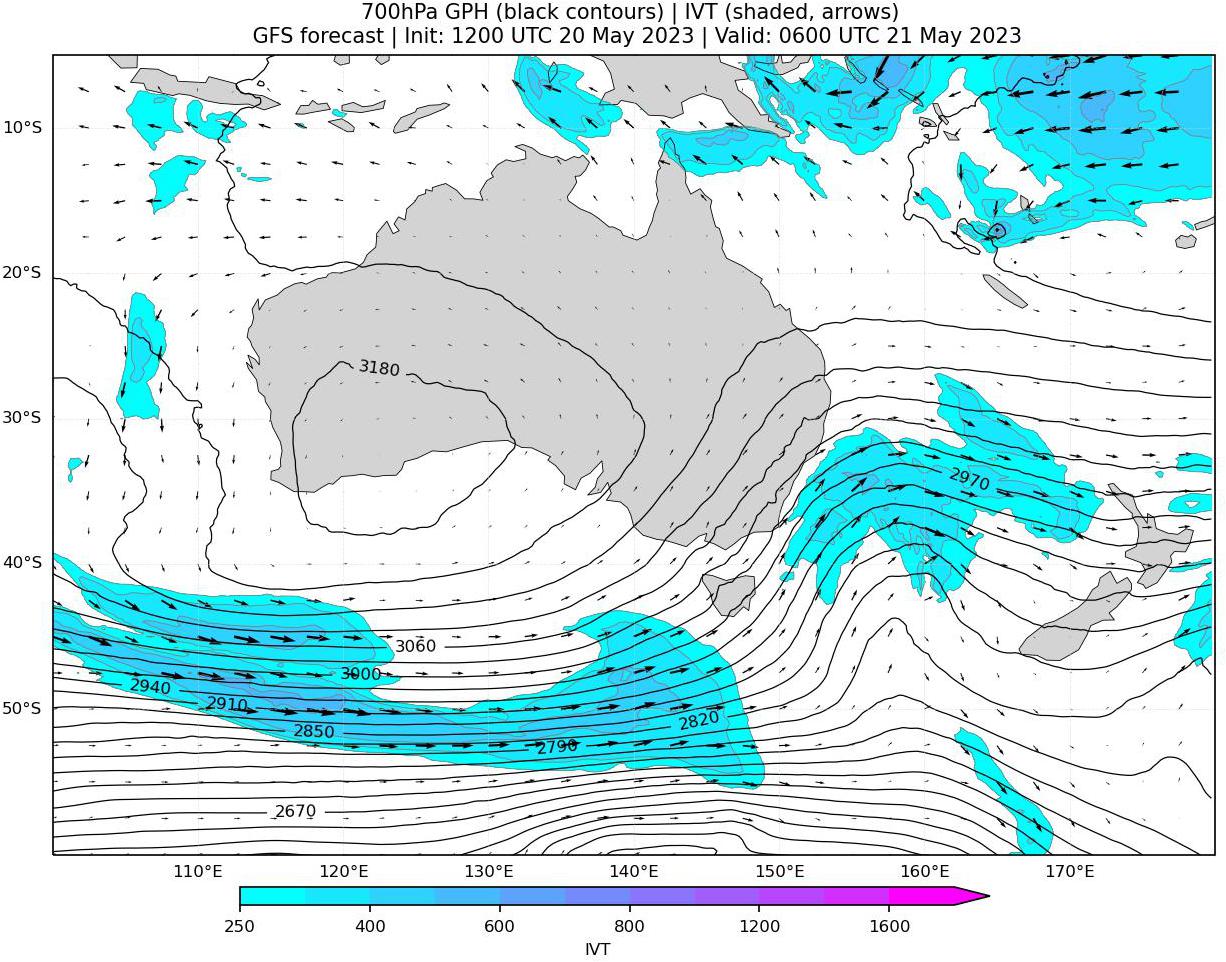 700hPa GPH (black contours) | IVT (shaded, arrows)
GFS forecast | Init: 1200 UTC 20 May 2023 | Valid: 0600 UTC 21 May 2023
10°S
20°S
3180
30°S
2970
40°S
3060
3000
2940
2910
50°S
2820
2850
2790
2670
110°E 120°E 130°E 140°E 150°E 160°E 170°E
250 400 600 800 1200 1600
IVT